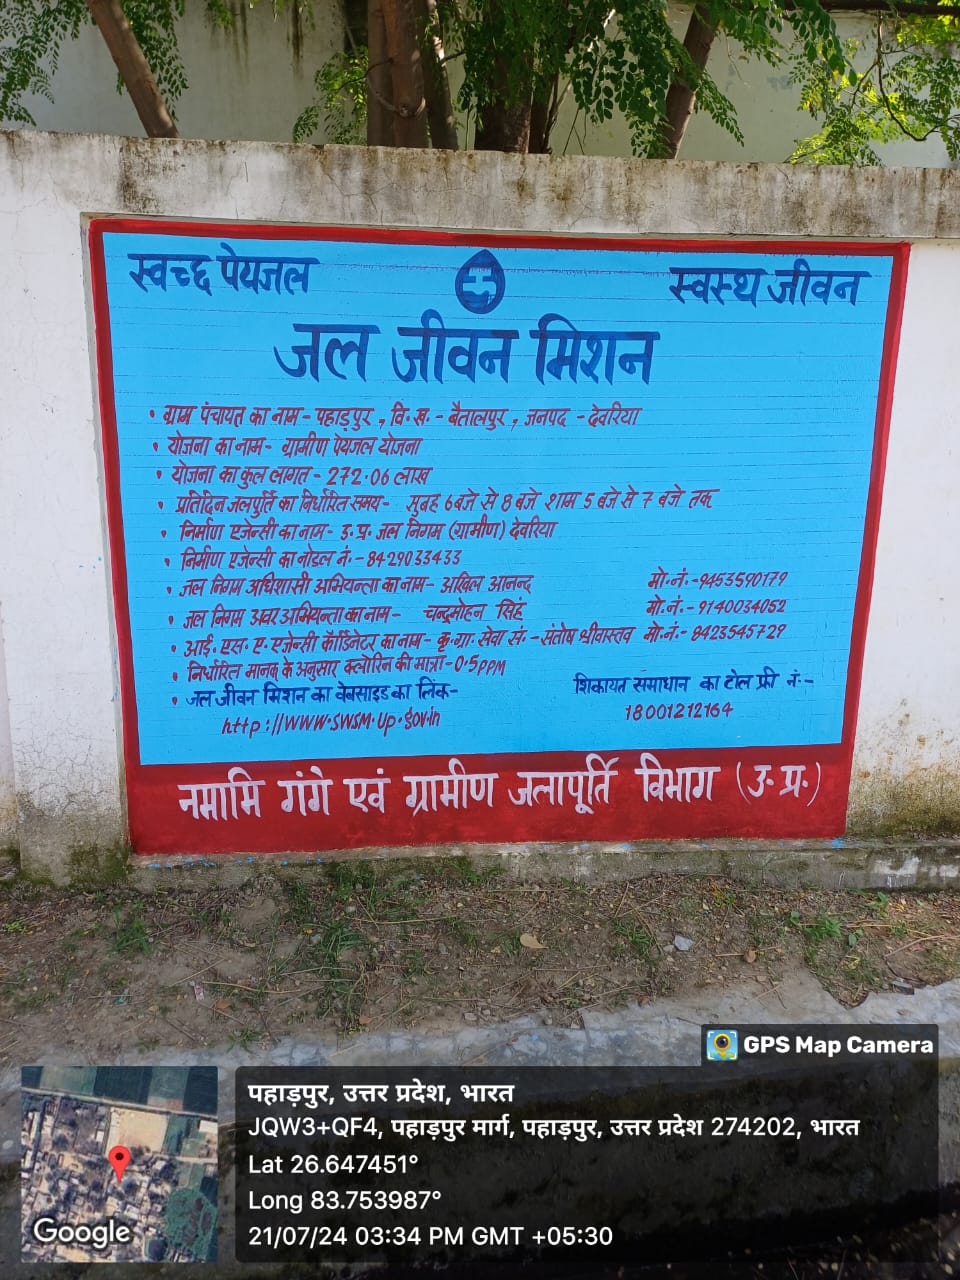 स्वच्छ पेयजल
स्वस्थ जीवन
जल जीवन मिशन
• ग्राम पंचायत का नाम- पहाड़पुर , वि. ख. - बैतालपुर , जनपद - देवरिया
• योजना का नाम- ग्रामीण पेयजल योजना
• योजना का कुल लागत - 272.06 लाख
• प्रतिदिन जलपुर्ति का निर्धारित समय- सुबह 6 बजे से 8 बजे शाम 5 बजे से 7 बजे तक
• निर्माण एजेन्सी का नाम- उ. प्र. जल निगम (ग्रामीण) देवरिया
• निर्माण एजेन्सी का नोडल नं. - 8429033433
• जल निगम अधिशासी अभियन्ता का नाम- अखिल आनन्द मो. नं. -9453590179
• जल निगम अवर अभियन्ता का नाम- चन्द्रमोहन सिंह मो. नं. - 9140034052
• आई. एस. ए. एजेन्सी कॉर्डिनेटर का नाम- कृ. ग्रा. सेवा सं. - संतोष श्रीवास्तव मो. नं. - 8423545729
• निर्धारित मानक के अनुसार क्लोरिन की मात्रा - 0.5 PPM
• जल जीवन मिशन का वेबसाइड का लिंक-
http://www.swsm.up.gov.in
शिकायत समाधान का टोल फ्री नं.-
18001212164
नमामि गंगे एवं ग्रामीण जलापूर्ति विभाग (उ. प्र.)
GPS Map Camera
पहाड़पुर, उत्तर प्रदेश, भारत
JQW3+QF4, पहाड़पुर मार्ग, पहाड़पुर, उत्तर प्रदेश 274202, भारत
Lat 26.647451°
Long 83.753987°
21/07/24 03:34 PM GMT +05:30
Google